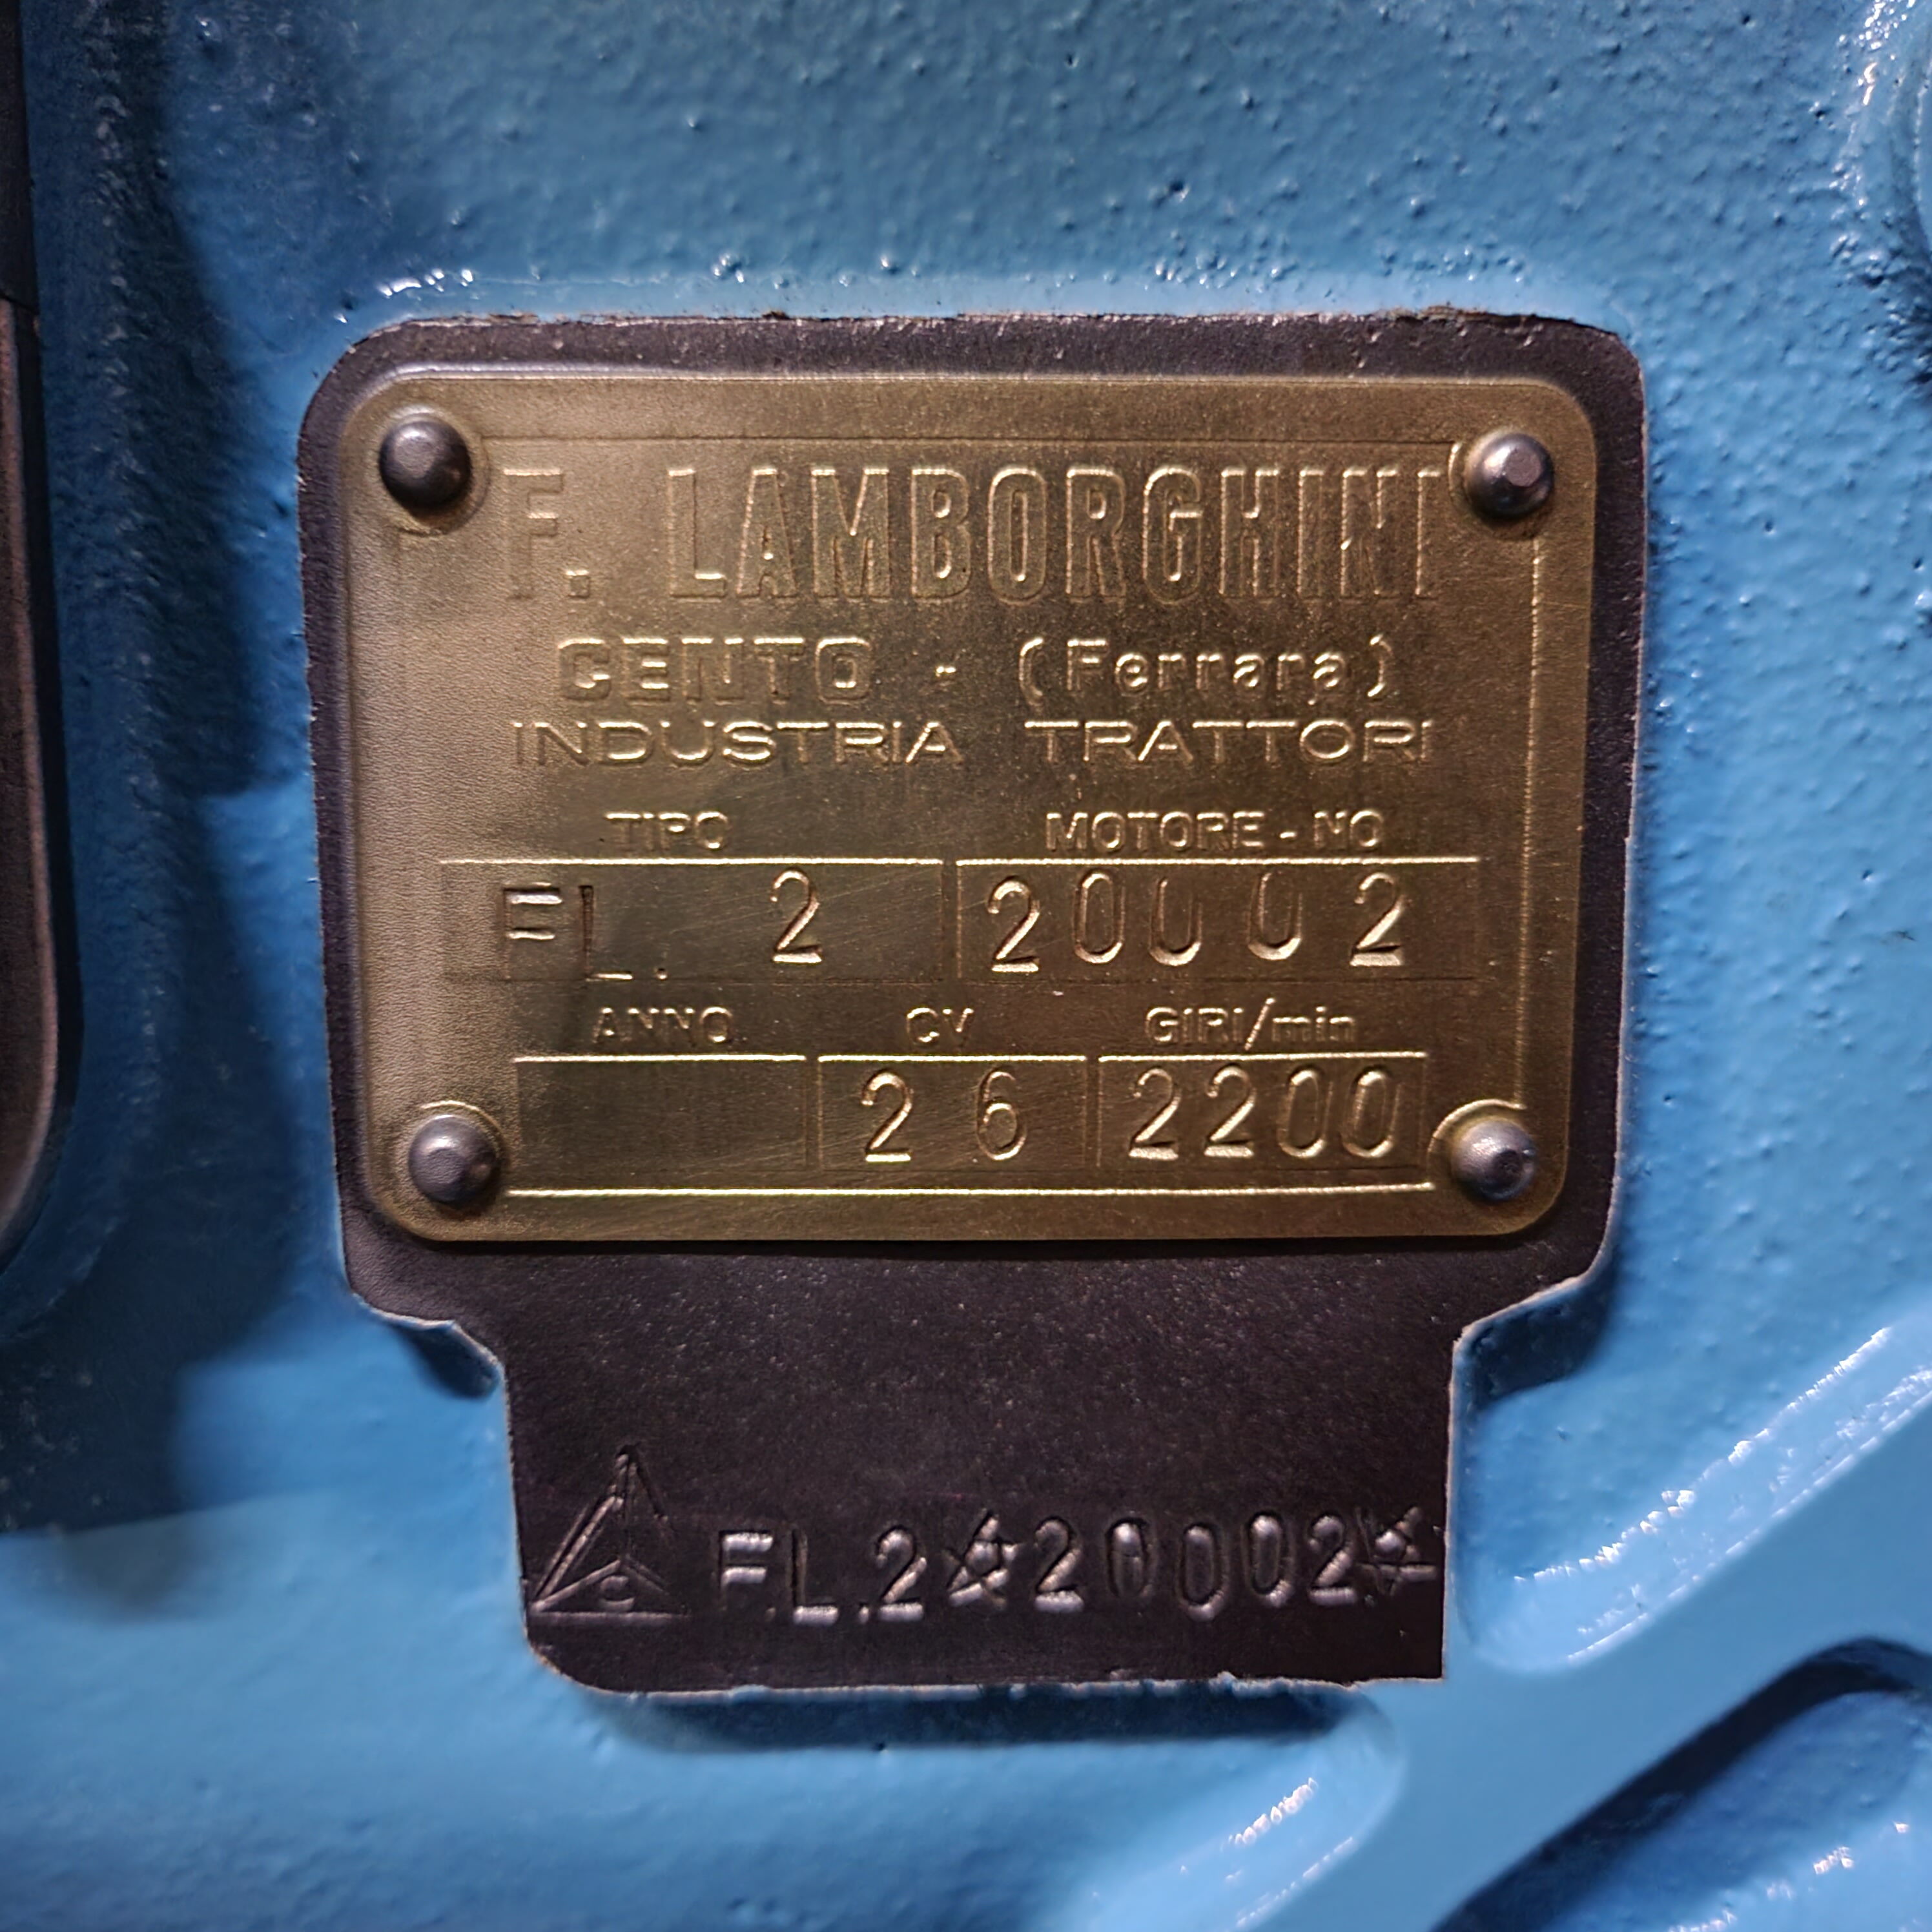 F. LAMBORGHINI
CENTO - (Ferrara)
INDUSTRIA TRATTORI
TIPO MOTORE - NO
FL. 2 20002
ANNO CV GIRI/min
26 2200
F.L.2☆20002☆